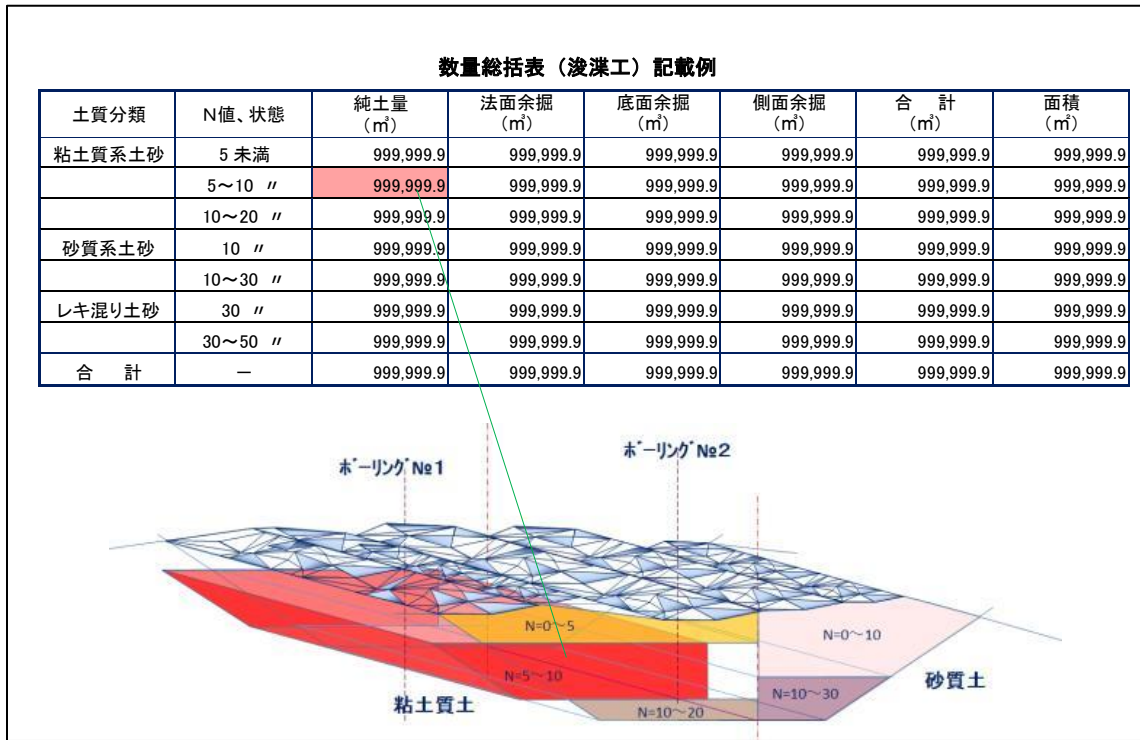 数量総括表（浚渫工）記載例
土質分類 N値、状態 純土量（㎥） 法面余掘（㎥） 底面余掘（㎥） 側面余掘（㎥） 合　計（㎥） 面積（㎡）
粘土質系土砂 5 未満 999,999.9 999,999.9 999,999.9 999,999.9 999,999.9 999,999.9
5～10 〃 999,999.9 999,999.9 999,999.9 999,999.9 999,999.9 999,999.9
10～20 〃 999,999.9 999,999.9 999,999.9 999,999.9 999,999.9 999,999.9
砂質系土砂 10 〃 999,999.9 999,999.9 999,999.9 999,999.9 999,999.9 999,999.9
10～30 〃 999,999.9 999,999.9 999,999.9 999,999.9 999,999.9 999,999.9
レキ混り土砂 30 〃 999,999.9 999,999.9 999,999.9 999,999.9 999,999.9 999,999.9
30～50 〃 999,999.9 999,999.9 999,999.9 999,999.9 999,999.9 999,999.9
合　計 － 999,999.9 999,999.9 999,999.9 999,999.9 999,999.9 999,999.9
ﾎﾞｰﾘﾝｸﾞ№1
ﾎﾞｰﾘﾝｸﾞ№2
N=0～5
N=0～10
N=5～10
砂質土
N=10～30
粘土質土
N=10～20